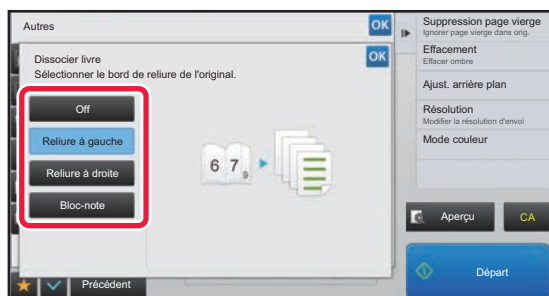 Autres
OK
Dissocier livre
Sélectionner le bord de reliure de l'original.
OK
Off
Reliure à gauche
Reliure à droite
Bloc-note
6 7 9
Précédent
Suppression page vierge
Ignorer page vierge dans orig.
Effacement
Effacer ombre
Ajust. arrière plan
Résolution
Modifier la résolution d'envoi
Mode couleur
Aperçu
CA
Départ